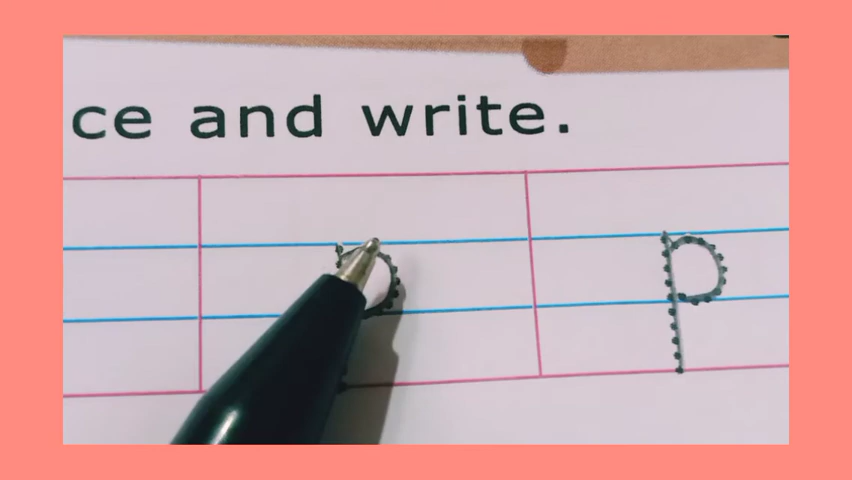 ce and write.
p